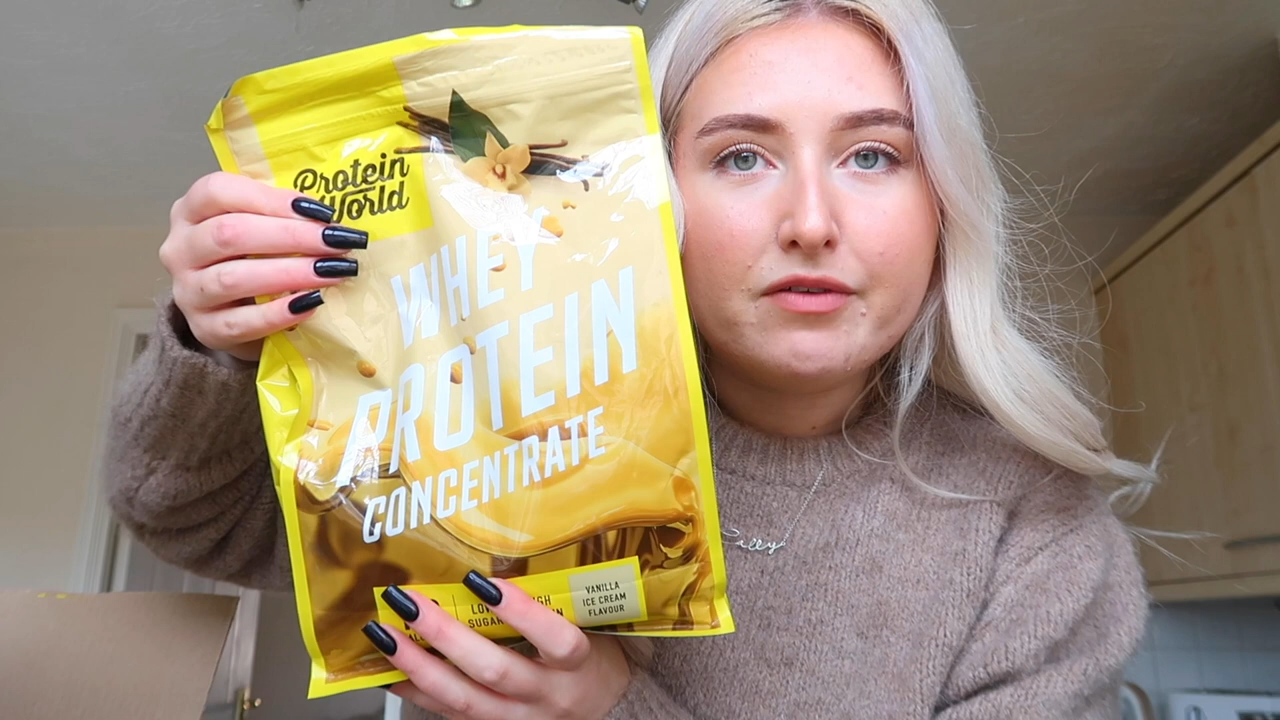 Protein
World
WHEY
PROTEIN
CONCENTRATE
VANILLA
ICE CREAM
FLAVOUR